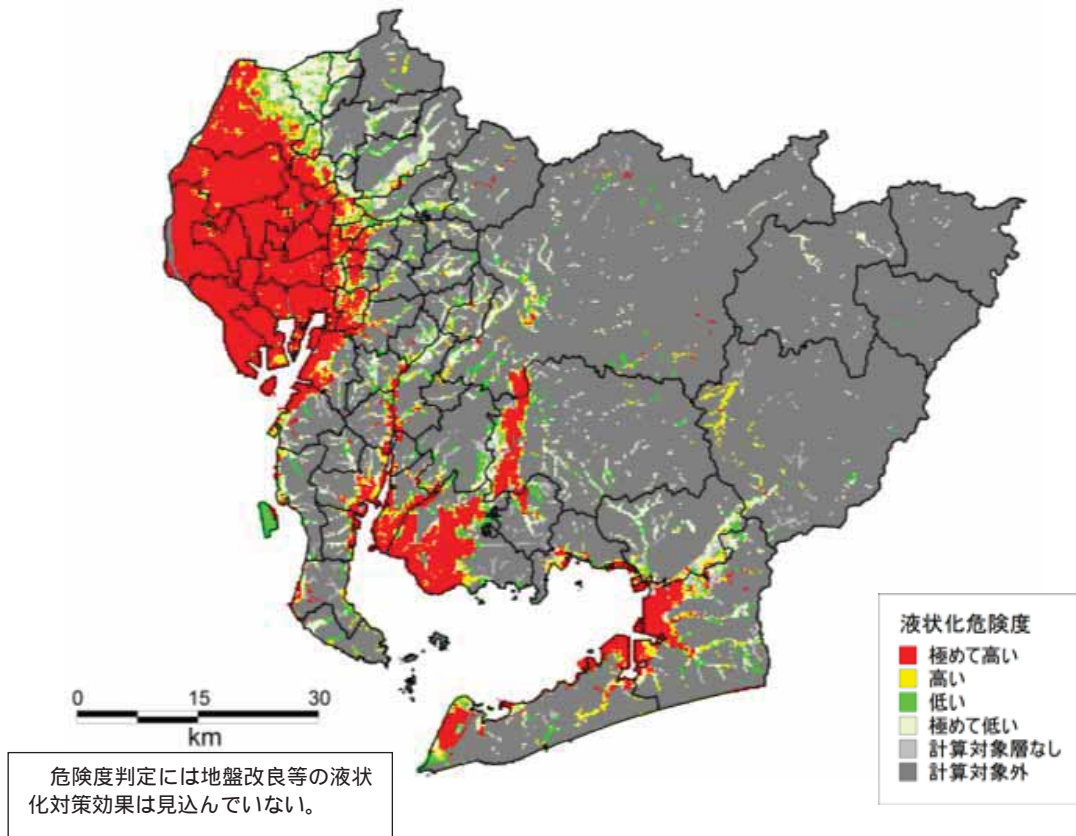 0 15 30
km
危険度判定には地盤改良等の液状
化対策効果は見込んでいない。
液状化危険度
極めて高い
高い
低い
極めて低い
計算対象層なし
計算対象外